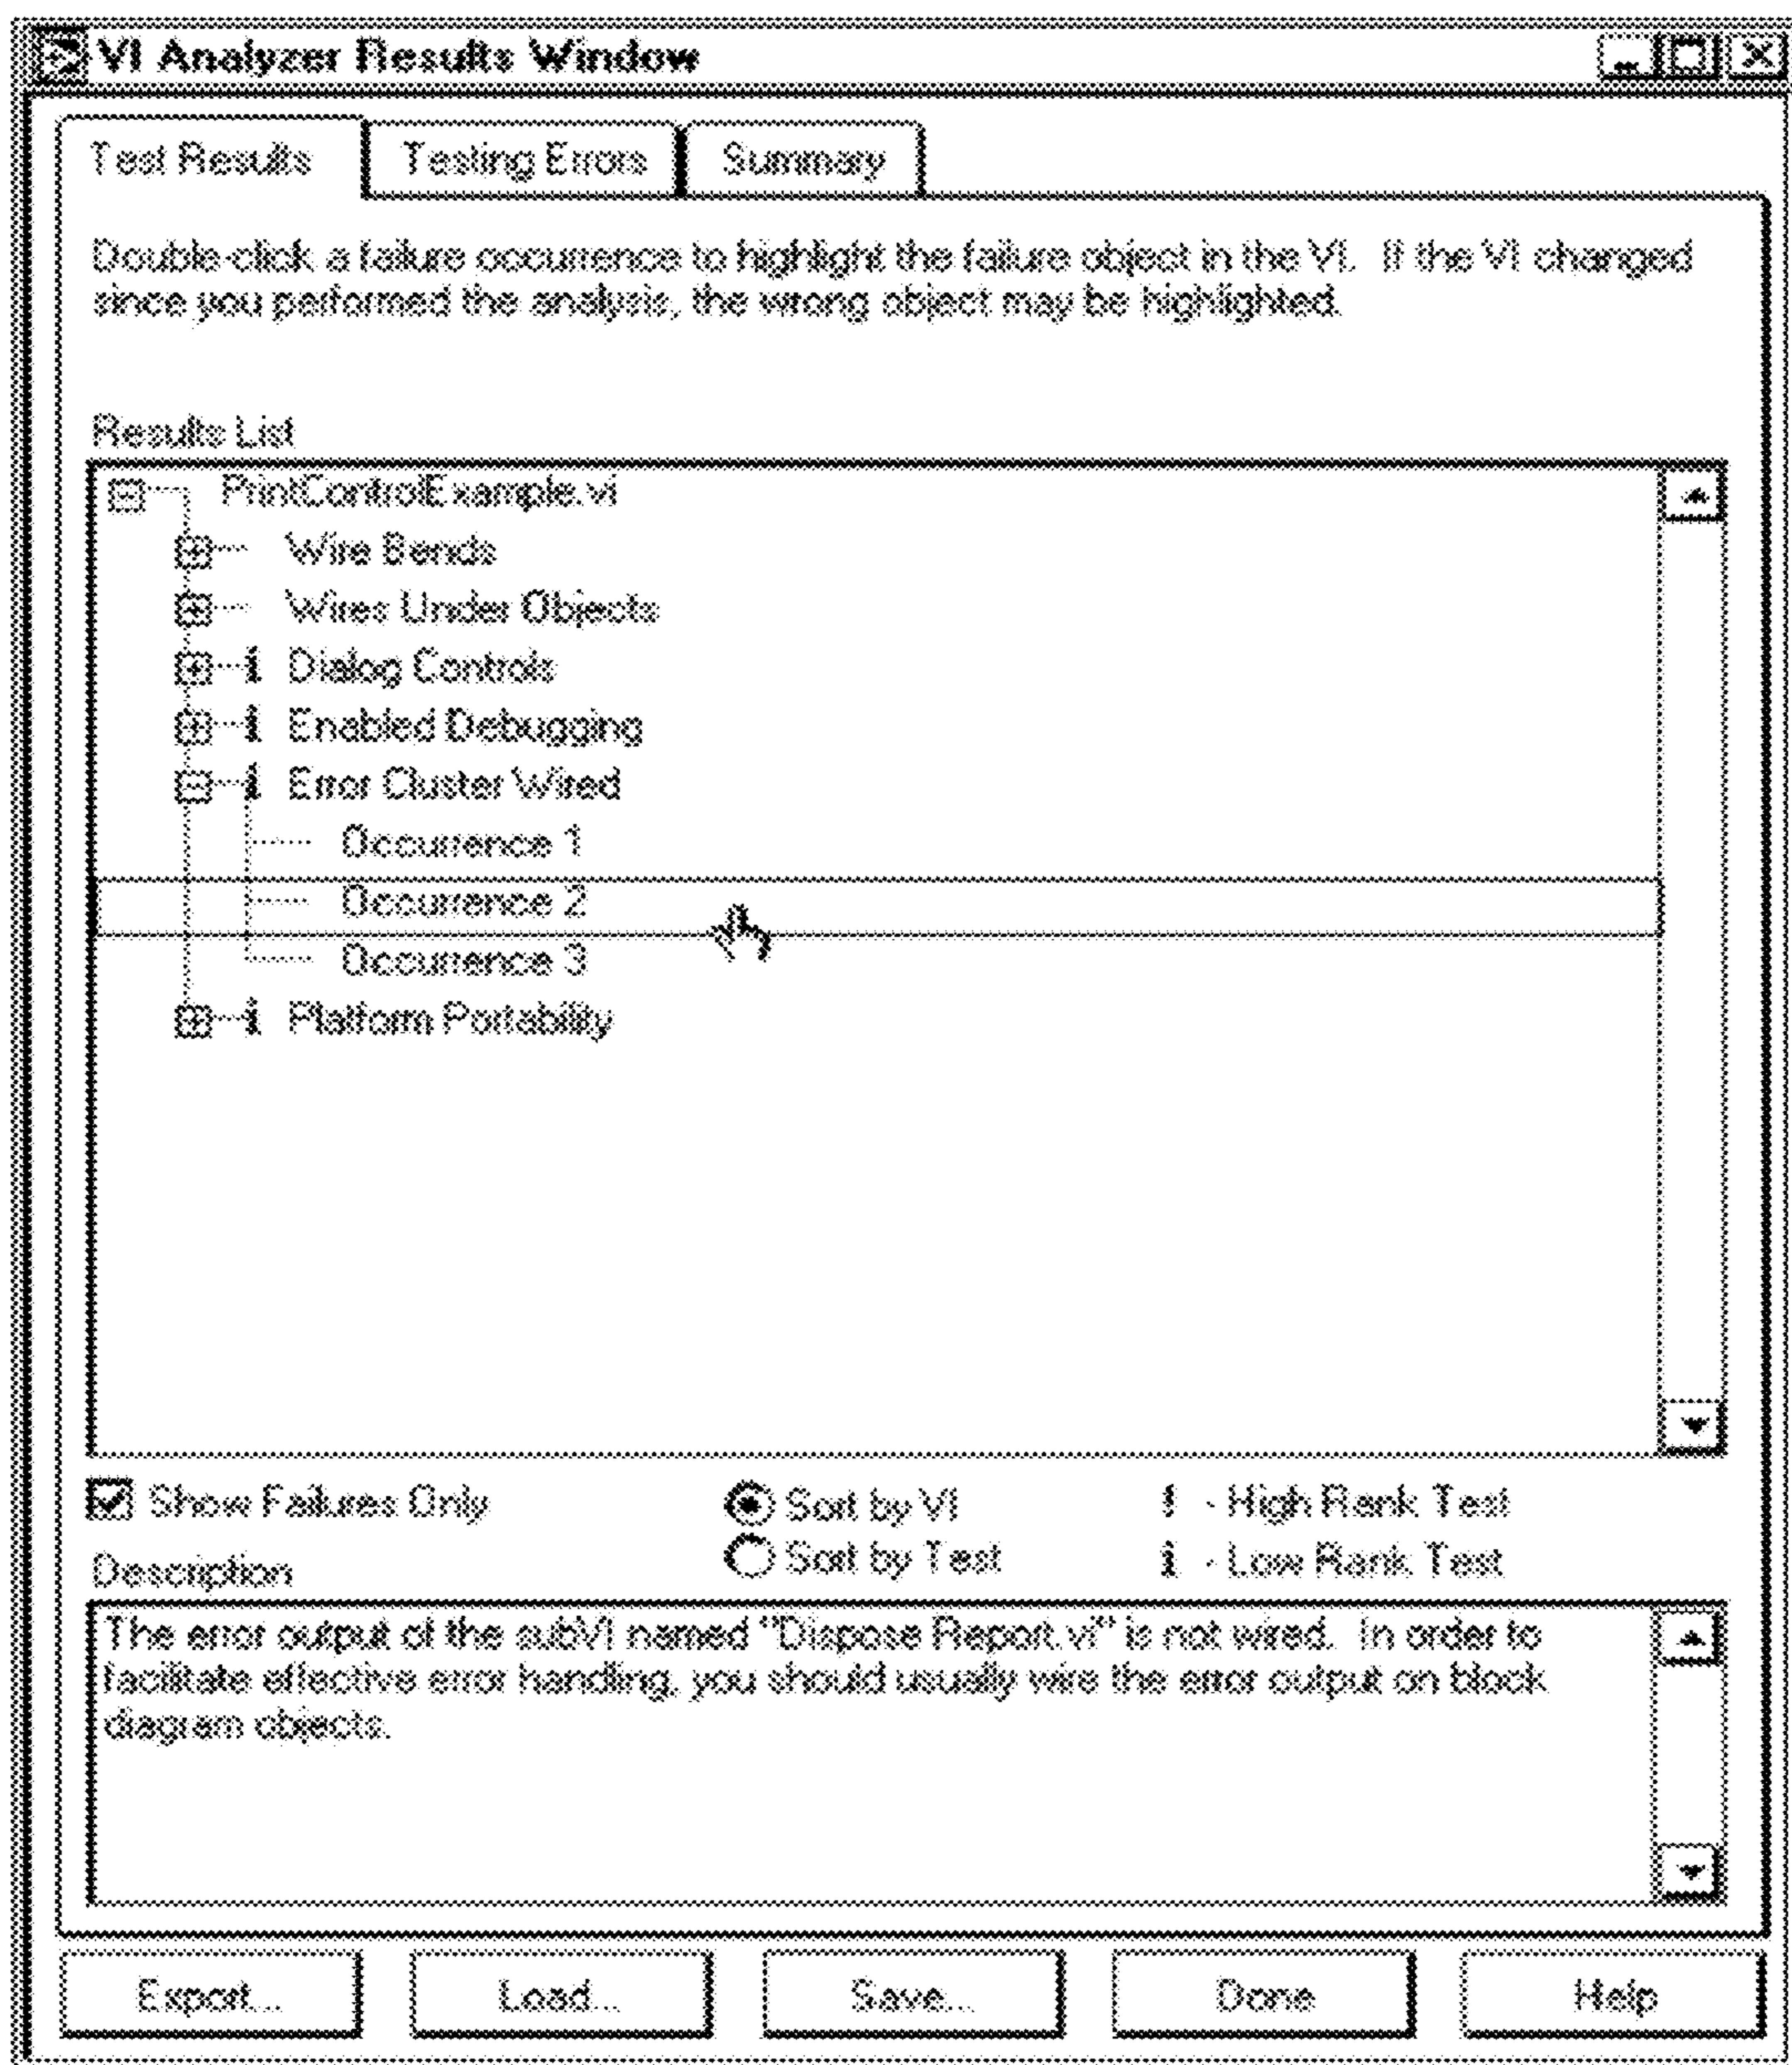 VI Analyzer Results Window
Test Results
Testing Errors
Summary
Double-click a failure occurrence to highlight the failure object in the VI. If the VI changed
since you performed the analysis, the wrong object may be highlighted.
Results List
PrintControlExample.vi
Wire Bends
Wires Under Objects
i Dialog Controls
i Enabled Debugging
i Error Cluster Wired
Occurrence 1
Occurrence 2
Occurrence 3
i Platform Portability
Show Failures Only
Sort by VI
! - High Rank Test
Sort by Test
i - Low Rank Test
Description
The error output of the subVI named "Dispose Report.vi" is not wired. In order to
facilitate effective error handling, you should usually wire the error output on block
diagram objects.
Export...
Load...
Save...
Done
Help